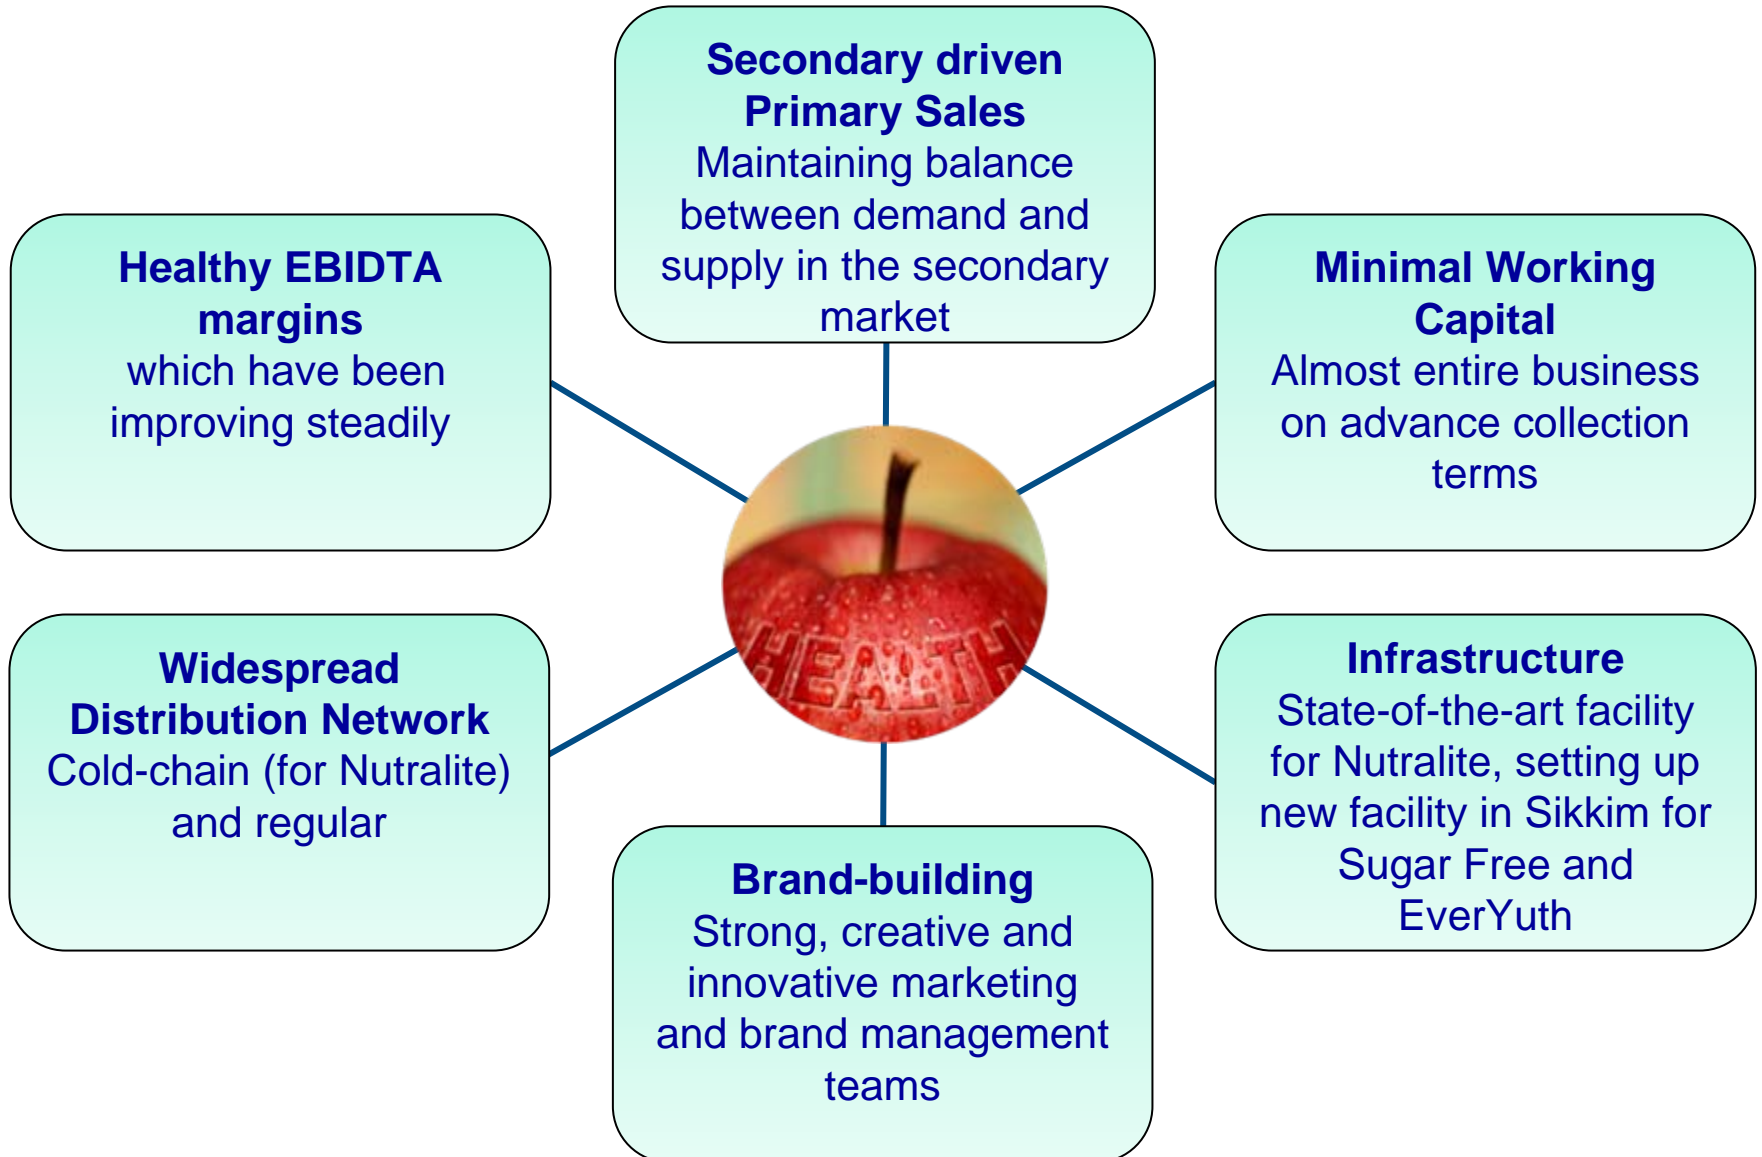 Secondary driven
Primary Sales
Maintaining balance
between demand and
supply in the secondary
market
Healthy EBIDTA
margins
which have been
improving steadily
Minimal Working
Capital
Almost entire business
on advance collection
terms
HEALTH
Widespread
Distribution Network
Cold-chain (for Nutralite)
and regular
Infrastructure
State-of-the-art facility
for Nutralite, setting up
new facility in Sikkim for
Sugar Free and
EverYuth
Brand-building
Strong, creative and
innovative marketing
and brand management
teams